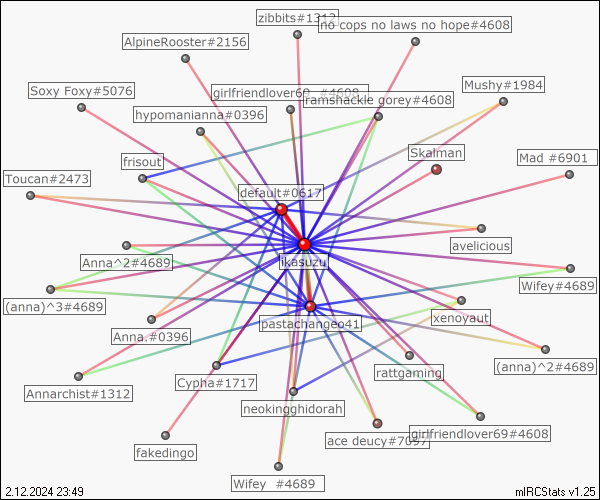 zibbits#1312
no cops no laws no hope#4608
AlpineRooster#2156
Soxy Foxy#5076
girlfriendlover69 #4608
Mushy#1984
ramshackle gorey#4608
hypomanianna#0396
frisout
Skalman
Mad #6901
Toucan#2473
default#0617
avelicious
ikasuzu
Anna^2#4689
Wifey#4689
(anna)^3#4689
xenoyaut
pastachangeo41
Anna.#0396
(anna)^2#4689
rattgaming
Cypha#1717
Annarchist#1312
neokingghidorah
girlfriendlover69#4608
ace deucy#7097
fakedingo
Wifey #4689
2.12.2024 23:49
mIRCStats v1.25